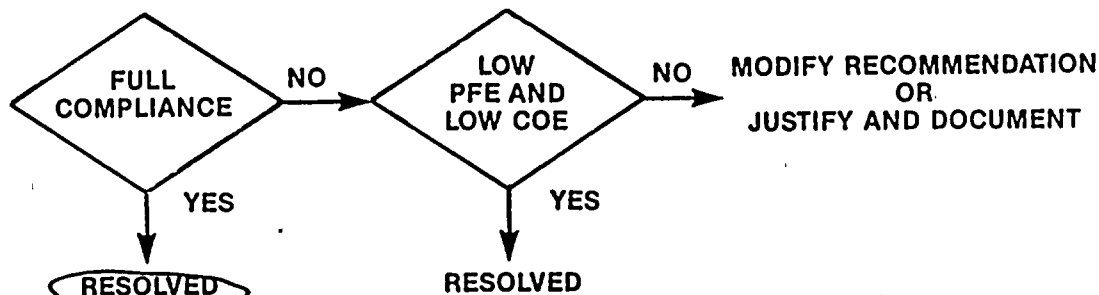 FULL
COMPLIANCE
NO
LOW
PFE AND
LOW COE
NO
MODIFY RECOMMENDATION
OR
JUSTIFY AND DOCUMENT
YES
YES
RESOLVED
RESOLVED